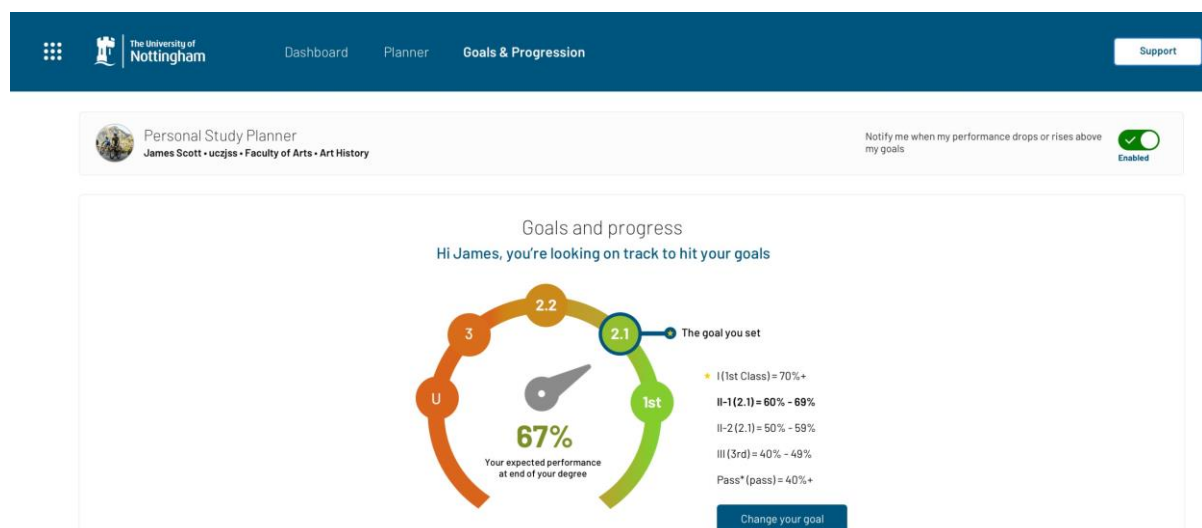 The University of
Nottingham
Dashboard
Planner
Goals & Progression
Support
Personal Study Planner
James Scott • uczjss • Faculty of Arts • Art History
Notify me when my performance drops or rises above
my goals
Enabled
Goals and progress
Hi James, you're looking on track to hit your goals
2.2
3
2.1
The goal you set
U
1st
67%
Your expected performance
at end of your degree
I (1st Class) = 70%+
II-1 (2.1) = 60% - 69%
II-2 (2.1) = 50% - 59%
III (3rd) = 40% - 49%
Pass* (pass) = 40%+
Change your goal